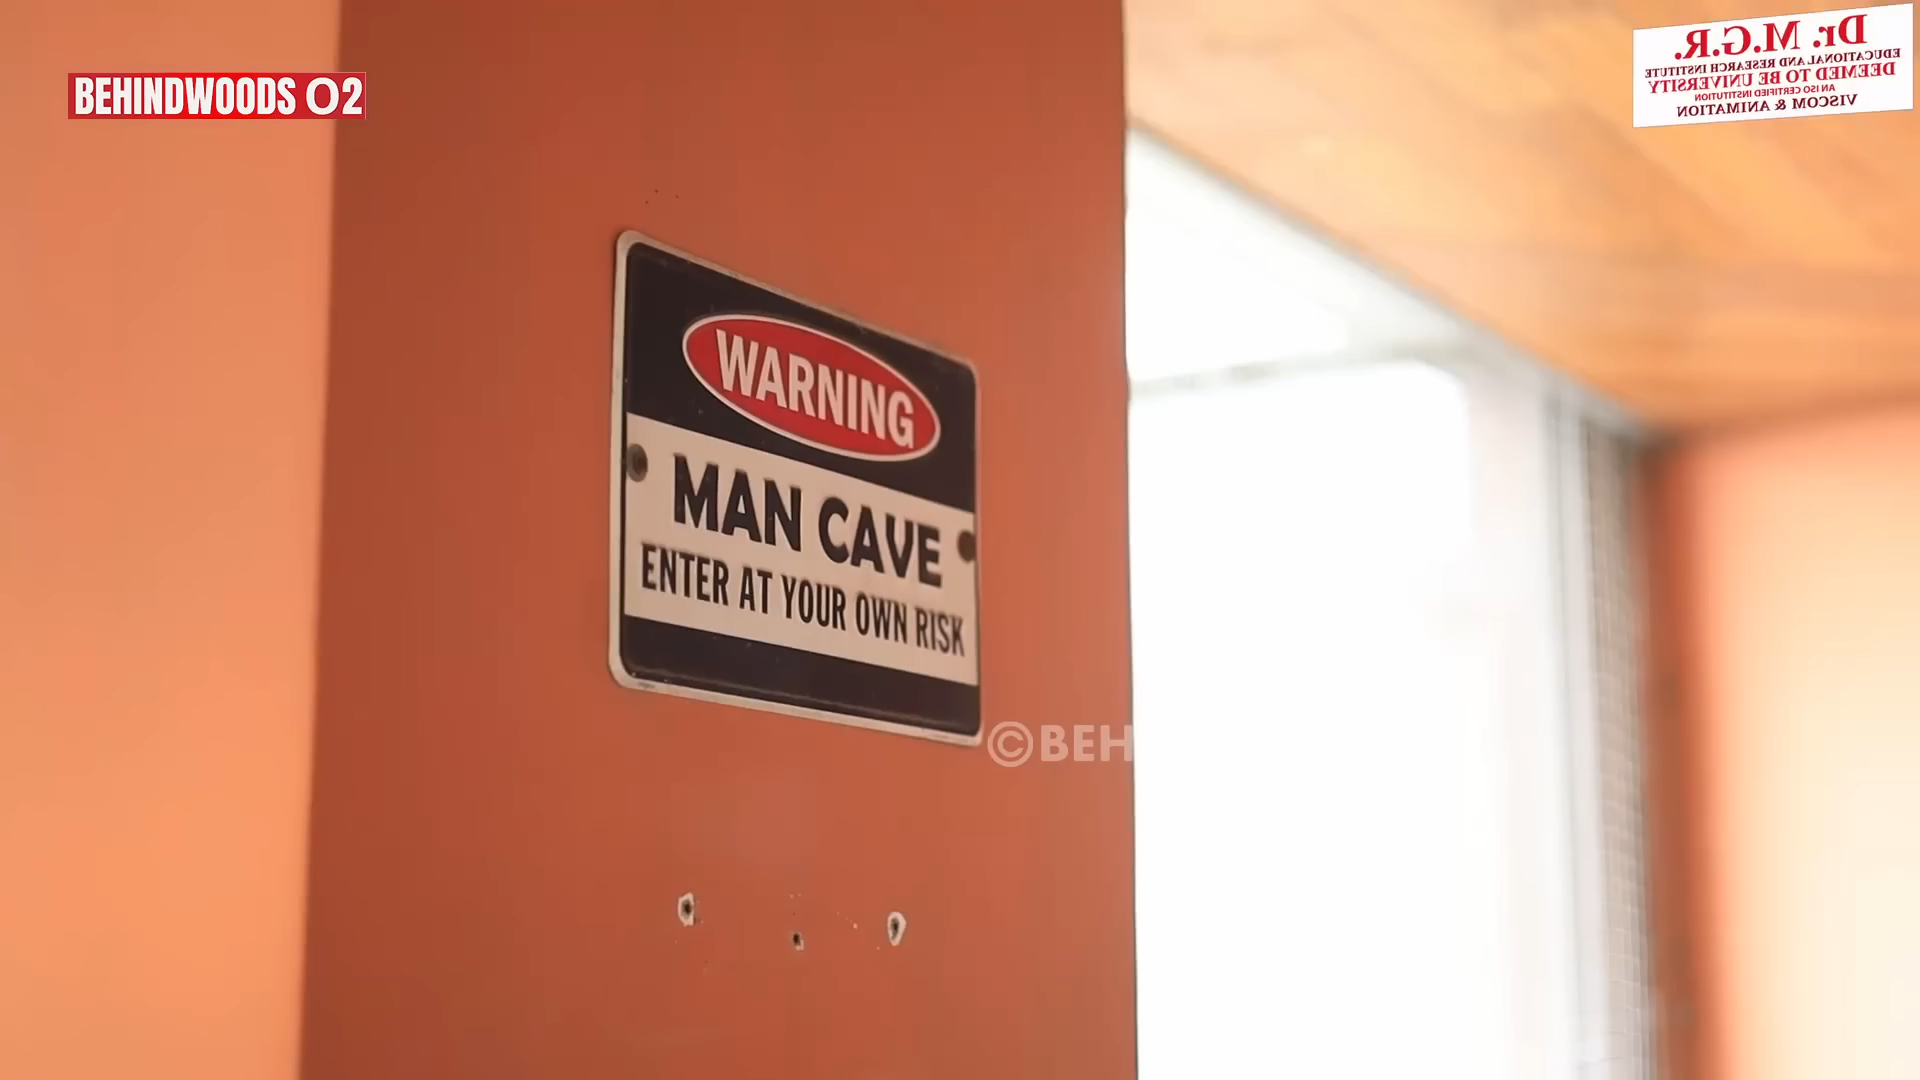 BEHINDWOODS O2
Dr. M.G.R.
EDUCATIONAL AND RESEARCH INSTITUTE
DEEMED TO BE UNIVERSITY
AN ISO CERTIFIED INSTITUTION
VISCOM & ANIMATION
WARNING
MAN CAVE
ENTER AT YOUR OWN RISK
©BEH